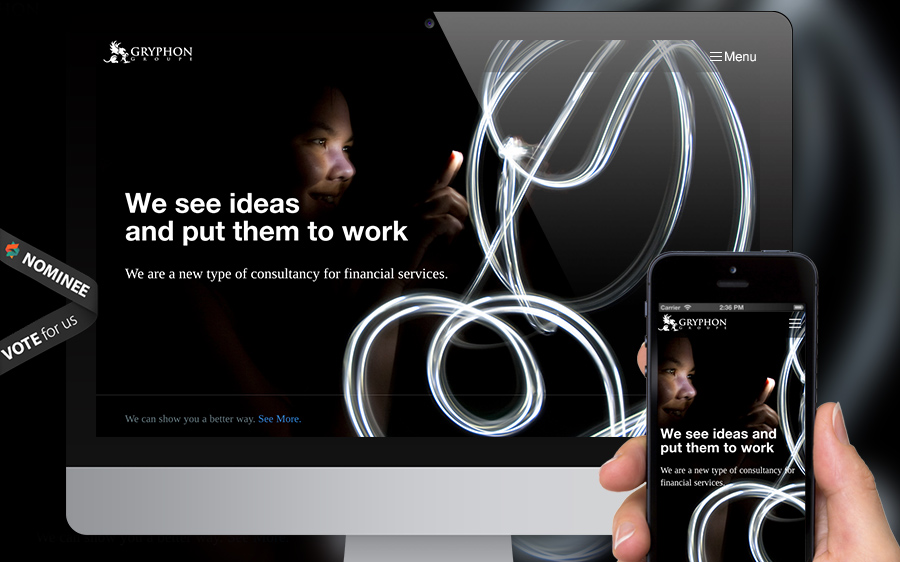 GRYPHON
GROUPE
Menu
We see ideas
and put them to work
We are a new type of consultancy for financial services.
We can show you a better way. See More.
NOMINEE
VOTE for us
Carrier
2:36 PM
GRYPHON
GROUPE
We see ideas and
put them to work
We are a new type of consultancy for
financial services.